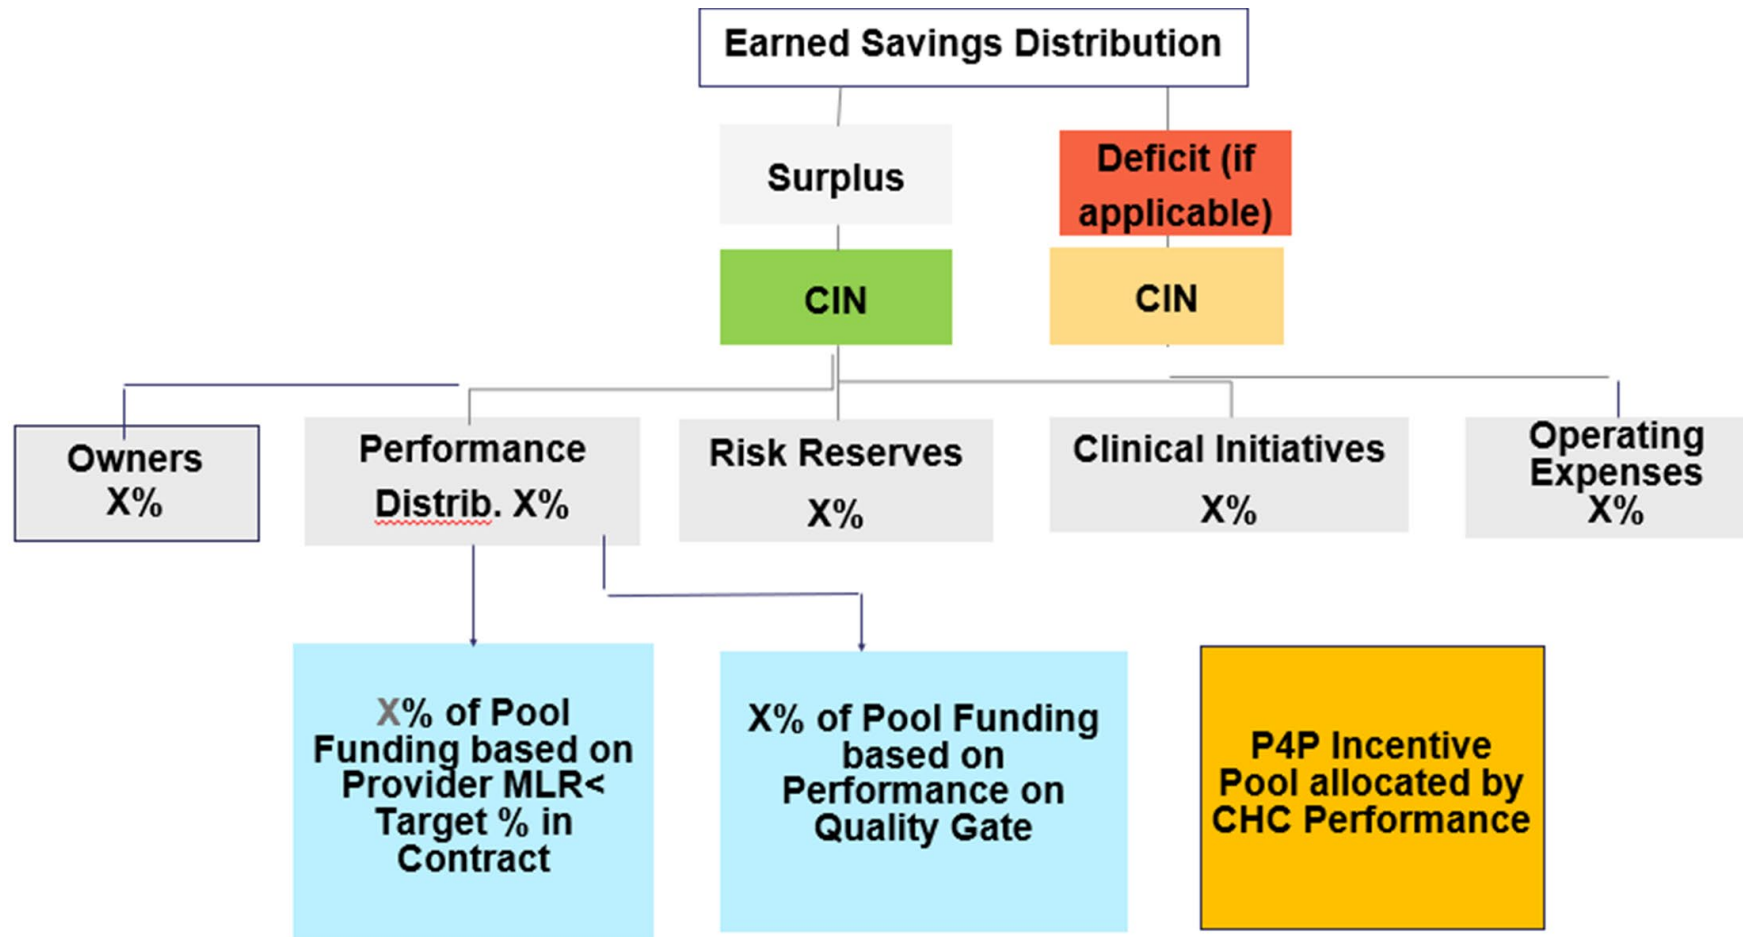 Earned Savings Distribution
Surplus
Deficit (if
applicable)
CIN
CIN
Owners
X%
Performance
Distrib. X%
Risk Reserves
X%
Clinical Initiatives
X%
Operating
Expenses
X%
X% of Pool
Funding based on
Provider MLR<
Target % in
Contract
X% of Pool Funding
based on
Performance on
Quality Gate
P4P Incentive
Pool allocated by
CHC Performance